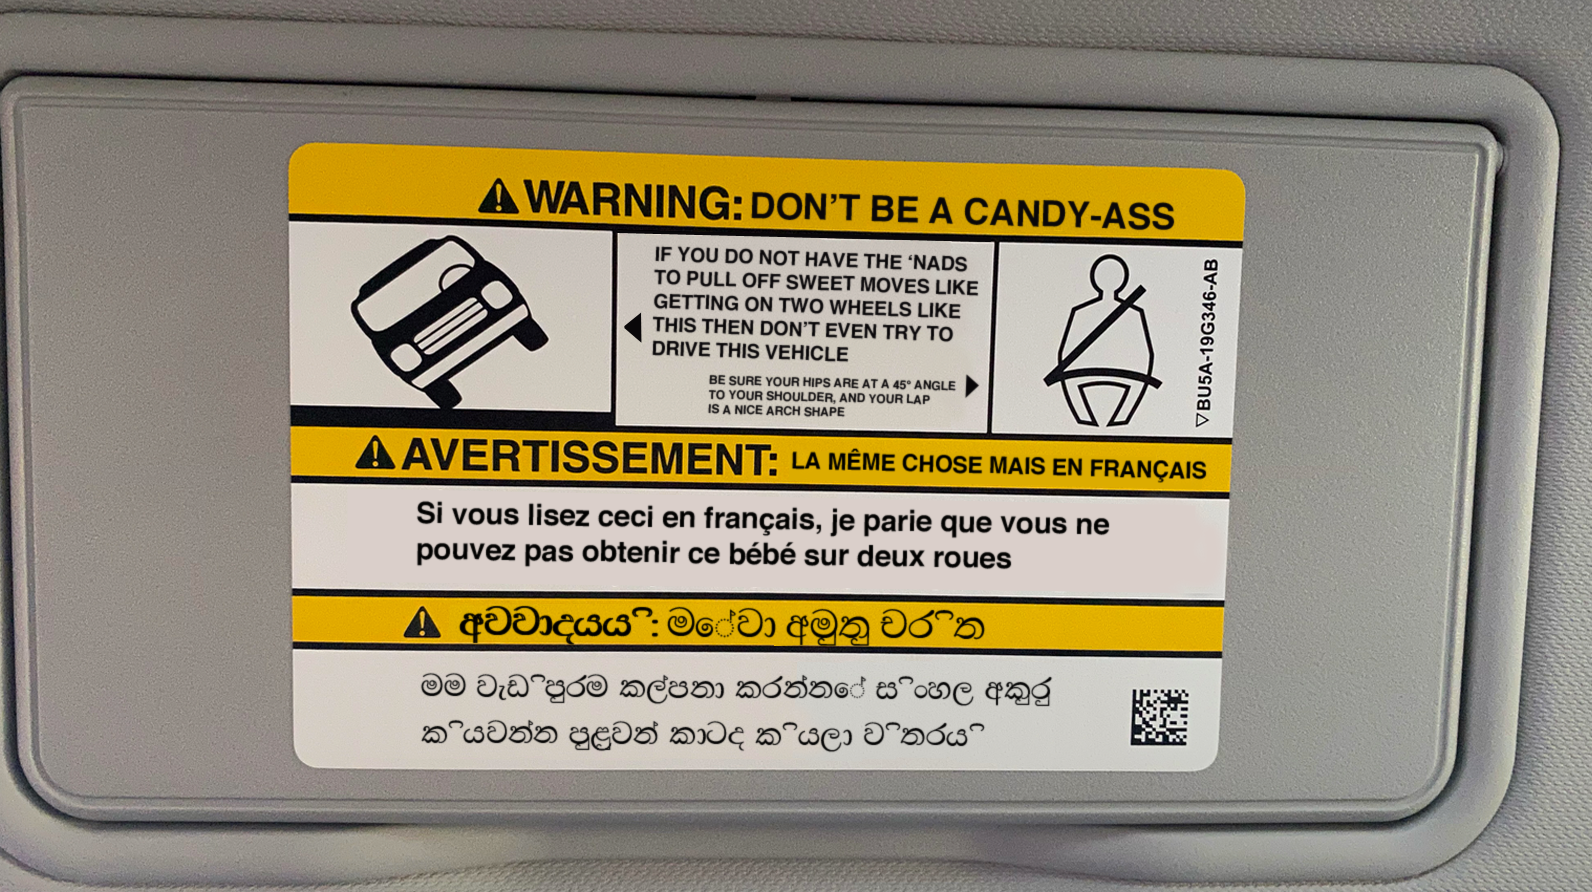 WARNING: DON'T BE A CANDY-ASS
IF YOU DO NOT HAVE THE ‘NADS
TO PULL OFF SWEET MOVES LIKE
GETTING ON TWO WHEELS LIKE
THIS THEN DON'T EVEN TRY TO
DRIVE THIS VEHICLE
BE SURE YOUR HIPS ARE AT A 45° ANGLE
TO YOUR SHOULDER, AND YOUR LAP
IS A NICE ARCH SHAPE
▽BU5A-19G346-AB
AVERTISSEMENT: LA MÊME CHOSE MAIS EN FRANÇAIS
Si vous lisez ceci en français, je parie que vous ne
pouvez pas obtenir ce bébé sur deux roues
අවවාදයයි: මේවා අමුතු චරිත
මම වැඩිපුරම කල්පනා කරන්නේ සිංහල අකුරු
කියවන්න පුළුවන් කාටද කියලා විතරයි